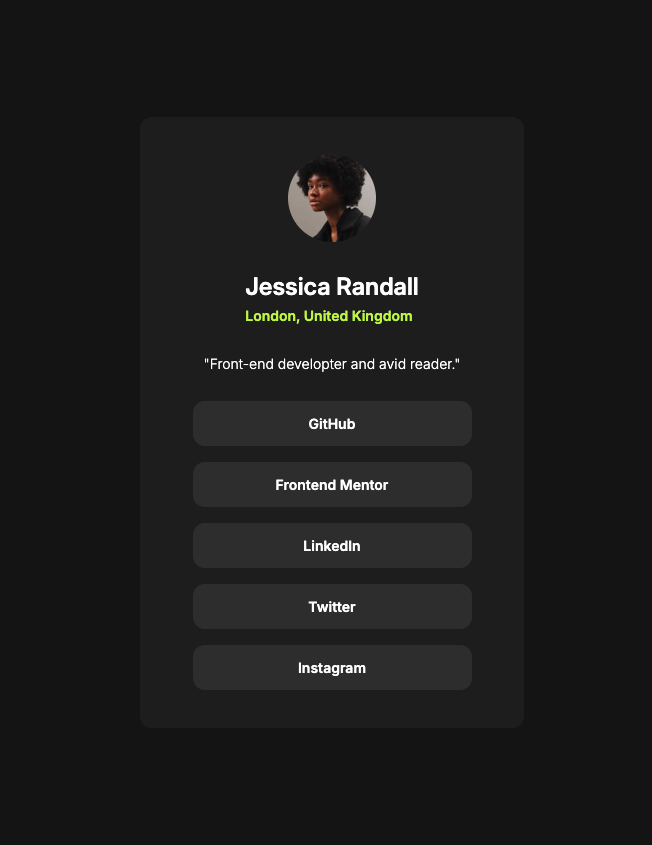 Jessica Randall
London, United Kingdom
"Front-end developter and avid reader."
GitHub
Frontend Mentor
LinkedIn
Twitter
Instagram